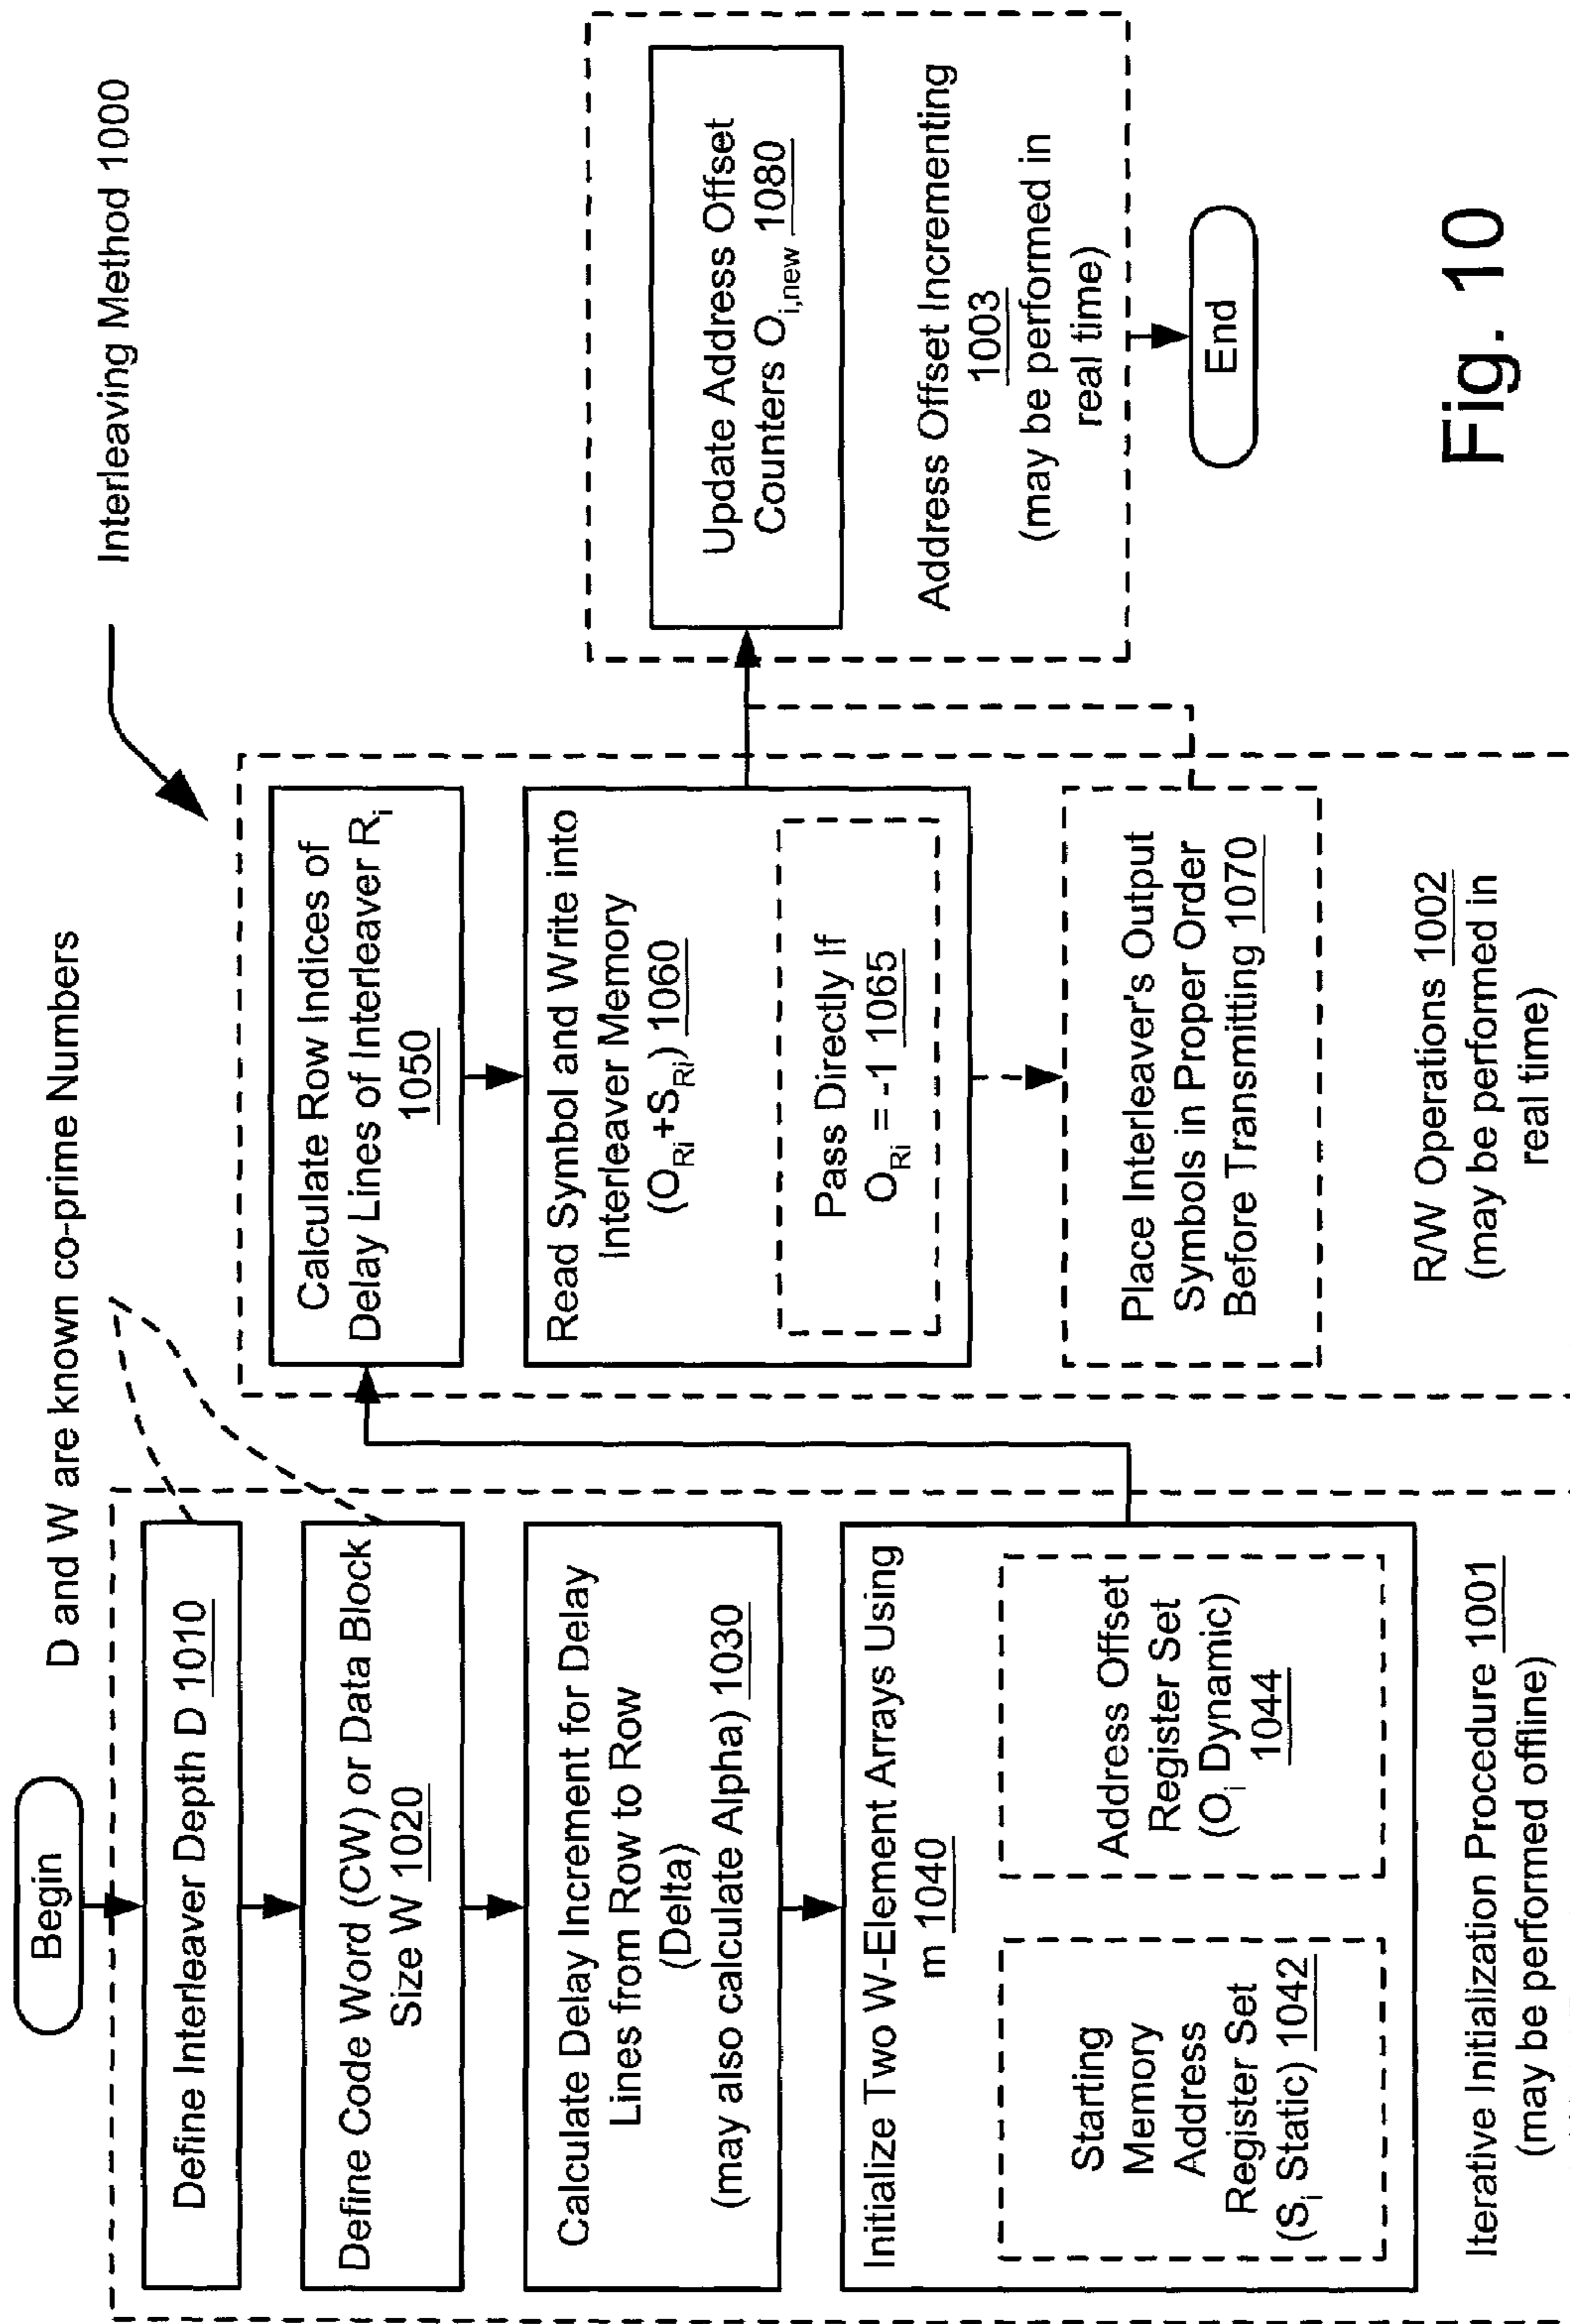 Interleaving Method 1000
D and W are known co-prime Numbers
Begin
Define Interleaver Depth D 1010
Define Code Word (CW) or Data Block
Size W 1020
Calculate Delay Increment for Delay
Lines from Row to Row
(Delta)
(may also calculate Alpha) 1030
Initialize Two W-Element Arrays Using
m 1040
Starting
Memory
Address
Register Set
(S_i Static) 1042
Address Offset
Register Set
(O_i Dynamic)
1044
Iterative Initialization Procedure 1001
(may be performed offline)
Calculate Row Indices of
Delay Lines of Interleaver R_i
1050
Read Symbol and Write into
Interleaver Memory
(O_Ri+S_Ri) 1060
Pass Directly If
O_Ri = -1 1065
Place Interleaver's Output
Symbols in Proper Order
Before Transmitting 1070
R/W Operations 1002
(may be performed in
real time)
Update Address Offset
Counters O_i,new 1080
Address Offset Incrementing
1003
(may be performed in
real time)
End
Fig. 10